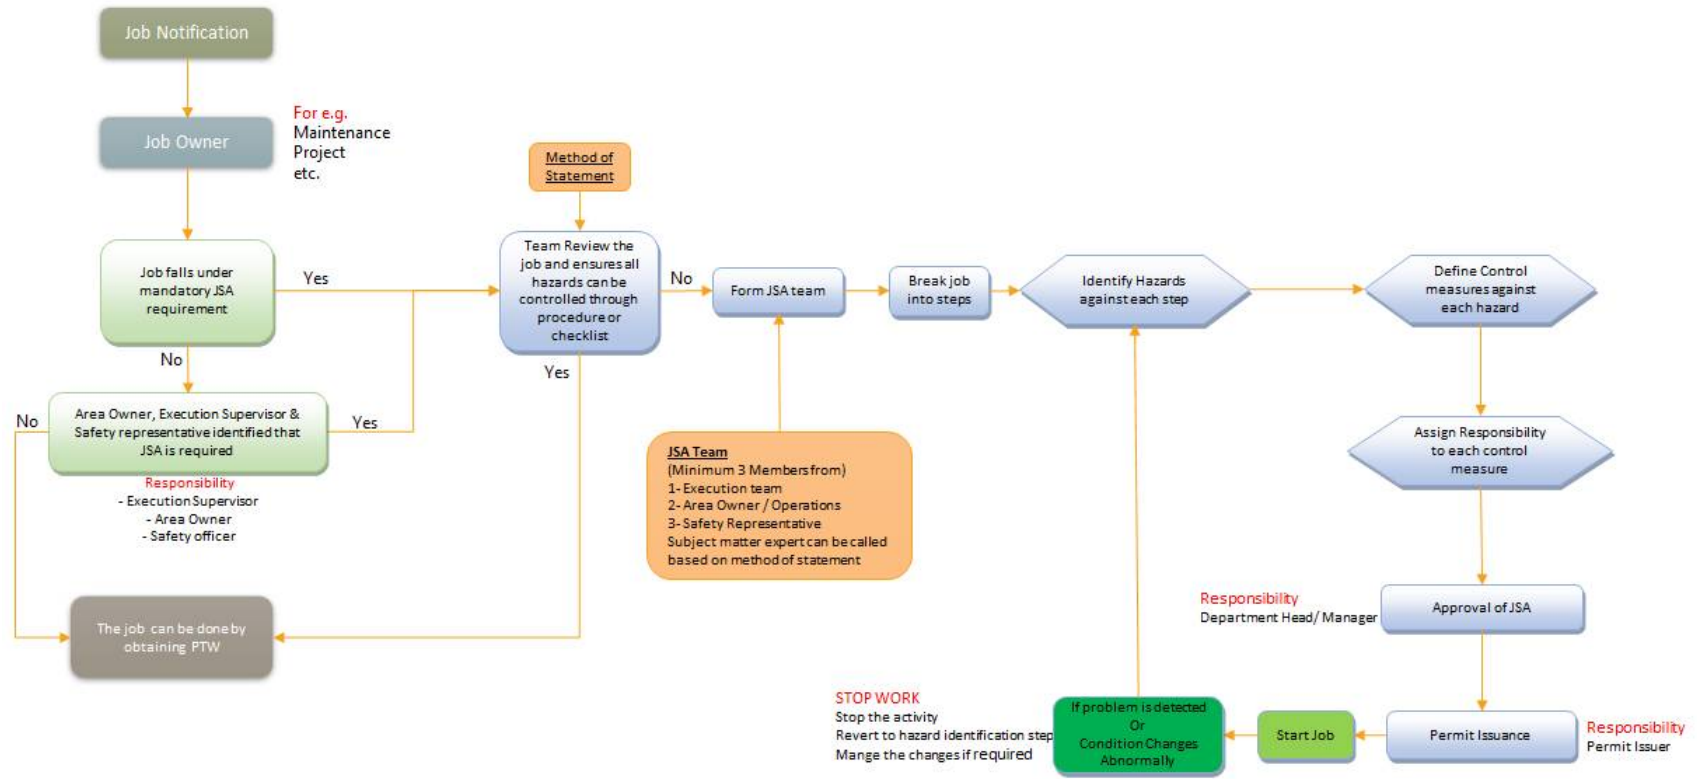 Job Notification
Job Owner
For e.g.
Maintenance
Project
etc.
Method of
Statement
Job falls under
mandatory JSA
requirement
Yes
No
Team Review the
job and ensures all
hazards can be
controlled through
procedure or
checklist
No
Yes
Form JSA team
Break job
into steps
Identify Hazards
against each step
Define Control
measures against
each hazard
No
Area Owner, Execution Supervisor &
Safety representative identified that
JSA is required
Yes
Responsibility
- Execution Supervisor
- Area Owner
- Safety officer
JSA Team
(Minimum 3 Members from)
1- Execution team
2- Area Owner / Operations
3- Safety Representative
Subject matter expert can be called
based on method of statement
Assign Responsibility
to each control
measure
The job can be done by
obtaining PTW
Responsibility
Department Head/ Manager
Approval of JSA
STOP WORK
Stop the activity
Revert to hazard identification step
Mange the changes if required
If problem is detected
Or
Condition Changes
Abnormally
Start Job
Permit Issuance
Responsibility
Permit Issuer